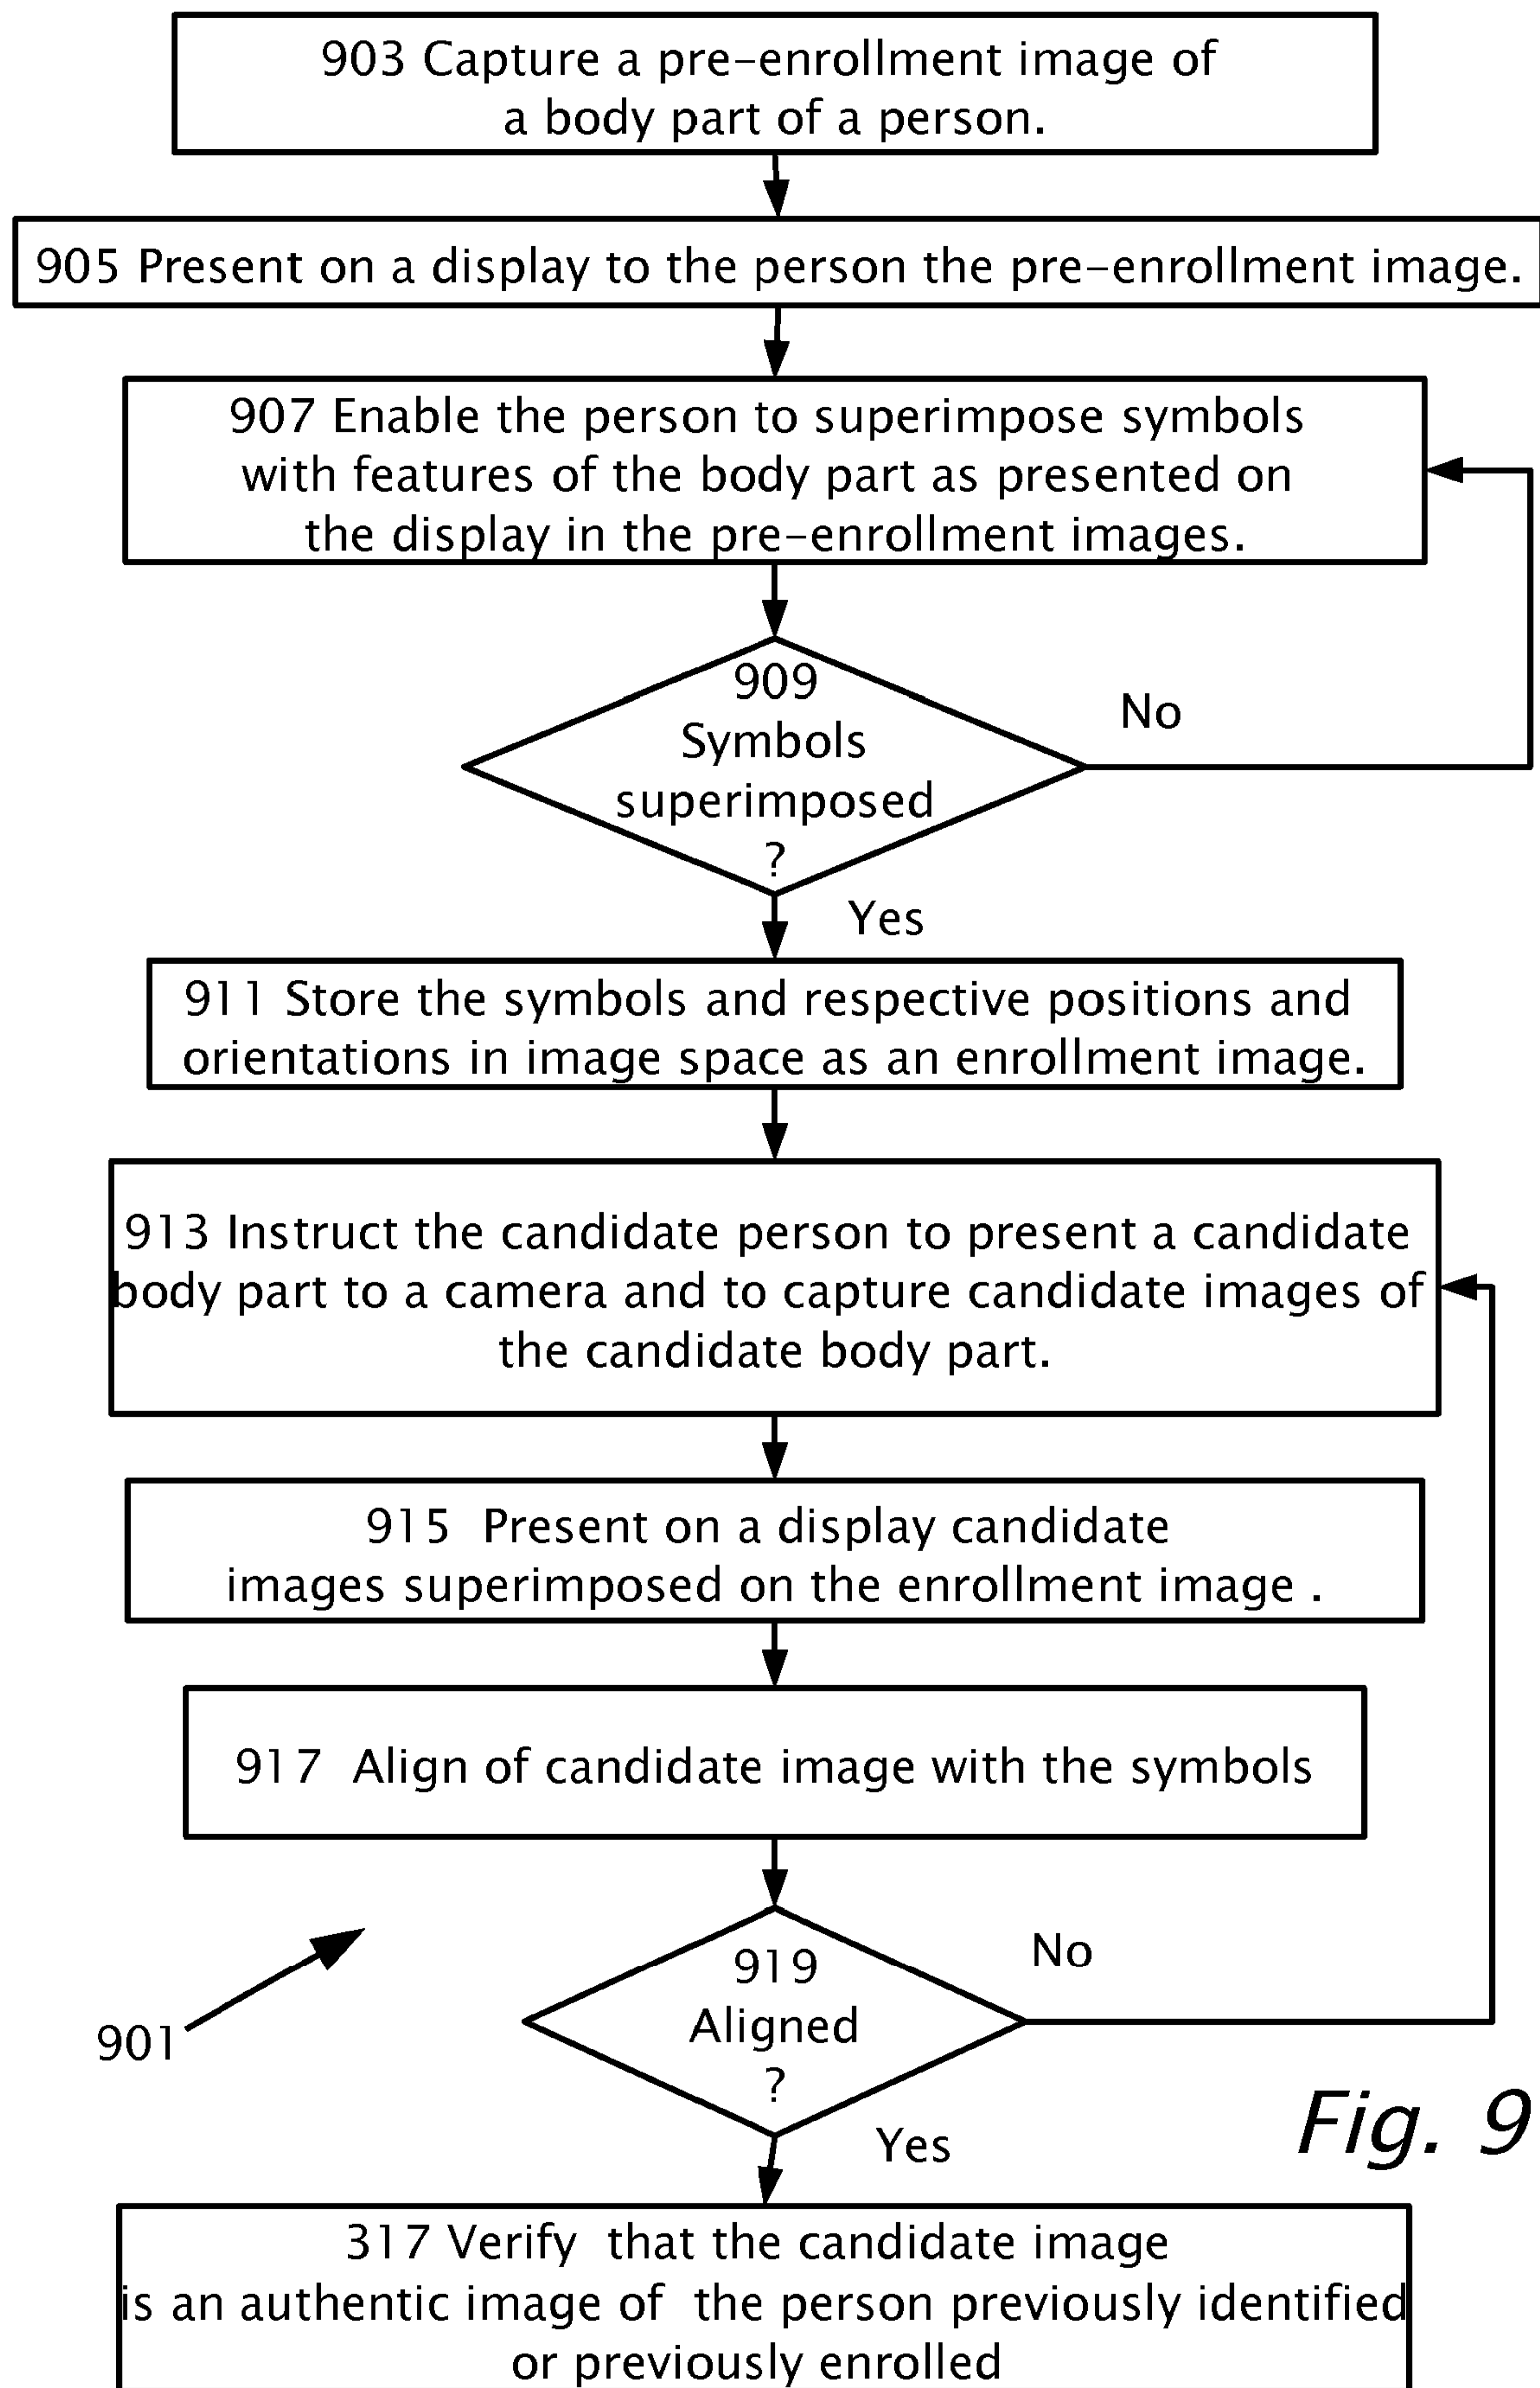 903 Capture a pre-enrollment image of
a body part of a person.
905 Present on a display to the person the pre-enrollment image.
907 Enable the person to superimpose symbols
with features of the body part as presented on
the display in the pre-enrollment images.
909
Symbols
superimposed
?
No
Yes
911 Store the symbols and respective positions and
orientations in image space as an enrollment image.
913 Instruct the candidate person to present a candidate
body part to a camera and to capture candidate images of
the candidate body part.
915 Present on a display candidate
images superimposed on the enrollment image .
917 Align of candidate image with the symbols
919
Aligned
?
No
901
Yes
Fig. 9
317 Verify that the candidate image
is an authentic image of the person previously identified
or previously enrolled